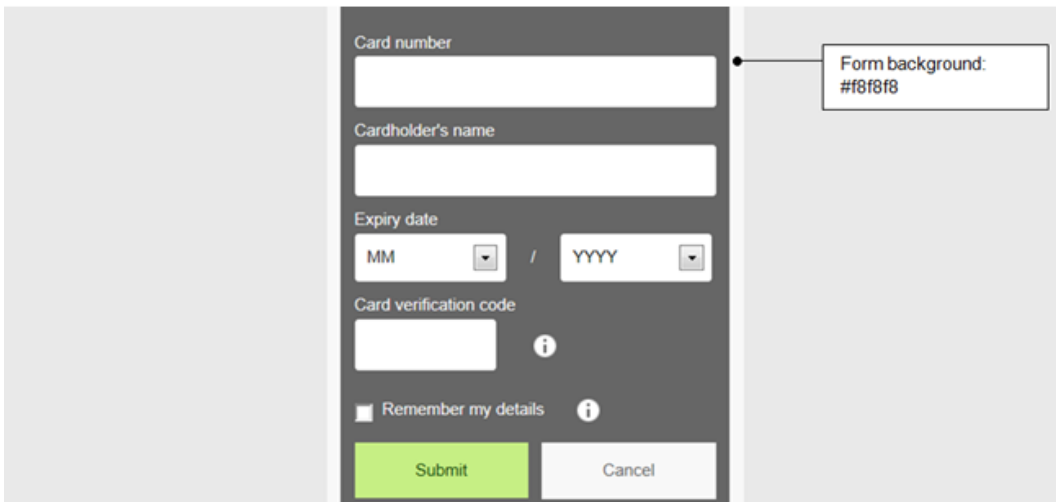 Card number
Form background:
#f8f8f8
Cardholder's name
Expiry date
MM / YYYY
Card verification code
Remember my details
Submit Cancel